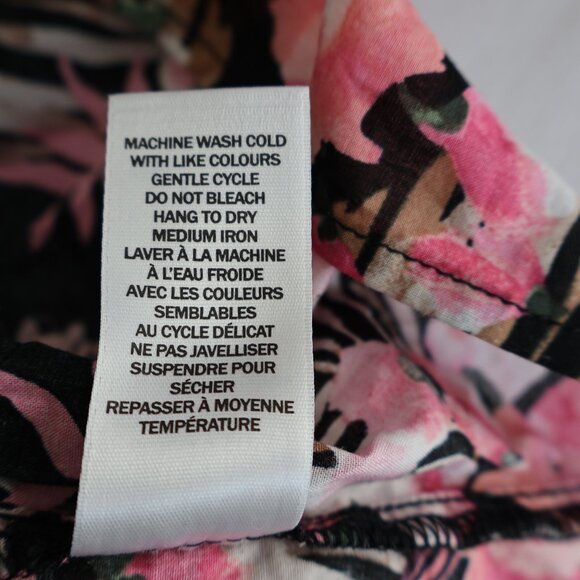 MACHINE WASH COLD
WITH LIKE COLOURS
GENTLE CYCLE
DO NOT BLEACH
HANG TO DRY
MEDIUM IRON
LAVER À LA MACHINE
À L'EAU FROIDE
AVEC LES COULEURS
SEMBLABLES
AU CYCLE DÉLICAT
NE PAS JAVELLISER
SUSPENDRE POUR
SÉCHER
REPASSER À MOYENNE
TEMPÉRATURE